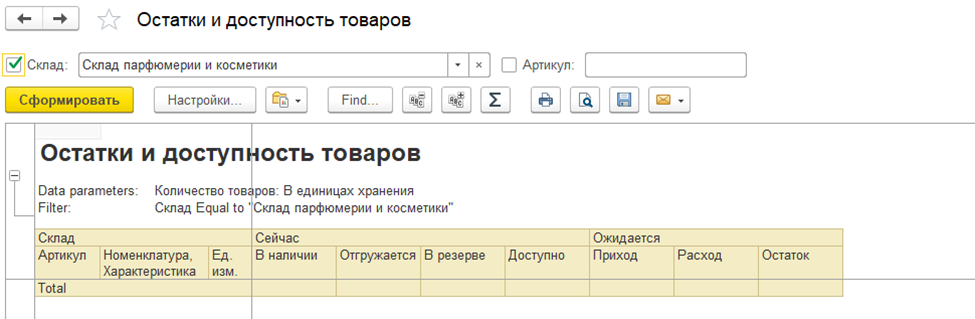 Остатки и доступность товаров
Склад: Склад парфюмерии и косметики Артикул:
Сформировать Настройки... Find...
Остатки и доступность товаров
Data parameters: Количество товаров: В единицах хранения
Filter: Склад Equal to "Склад парфюмерии и косметики"
Склад Сейчас Ожидается
Артикул Номенклатура, Ед. В наличии Отгружается В резерве Доступно Приход Расход Остаток
Характеристика изм.
Total